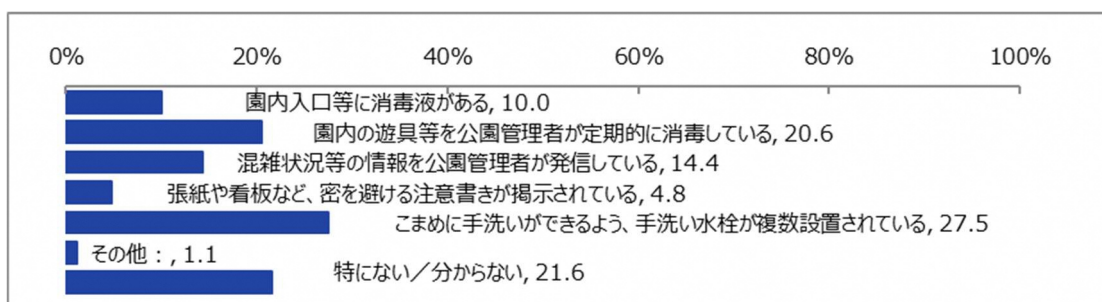 0% 20% 40% 60% 80% 100%
園内入口等に消毒液がある, 10.0
園内の遊具等を公園管理者が定期的に消毒している, 20.6
混雑状況等の情報を公園管理者が発信している, 14.4
張紙や看板など、密を避ける注意書きが掲示されている, 4.8
こまめに手洗いができるよう、手洗い水栓が複数設置されている, 27.5
その他：, 1.1
特にない／分からない, 21.6